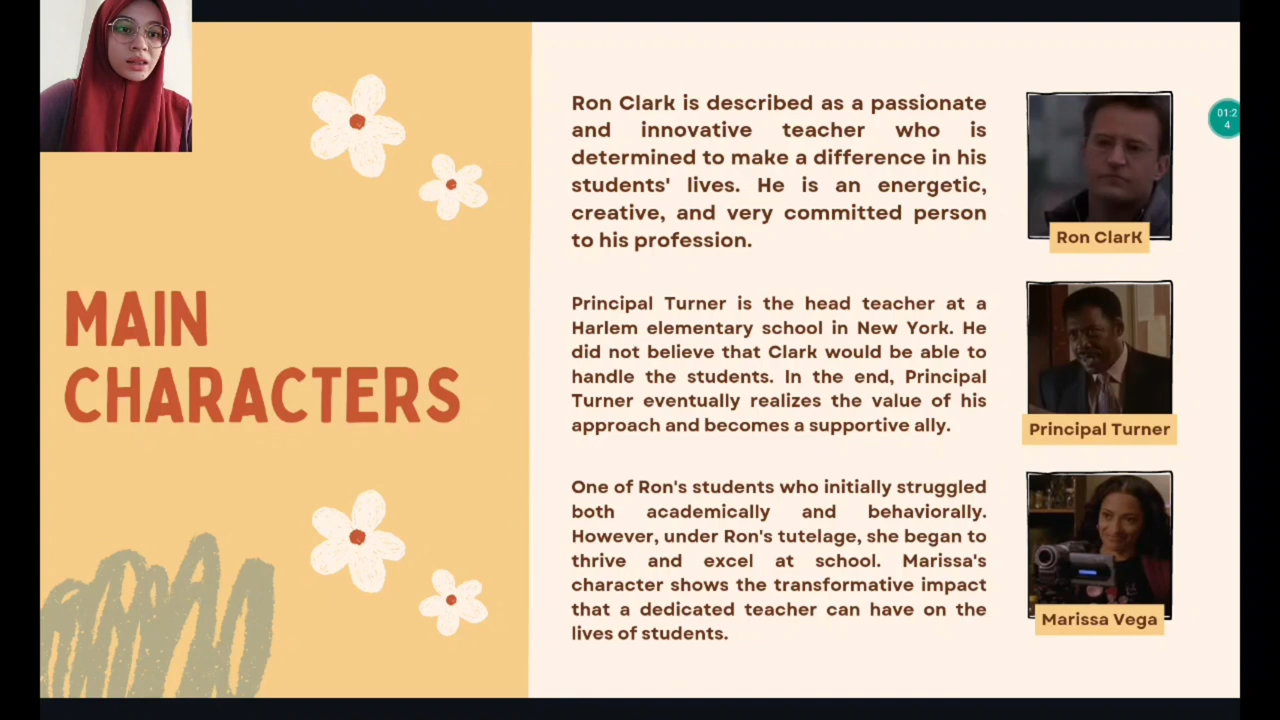 MAIN
CHARACTERS
Ron Clark is described as a passionate
and innovative teacher who is
determined to make a difference in his
students' lives. He is an energetic,
creative, and very committed person
to his profession.
Ron ClarK
Principal Turner is the head teacher at a
Harlem elementary school in New York. He
did not believe that Clark would be able to
handle the students. In the end, Principal
Turner eventually realizes the value of his
approach and becomes a supportive ally.
Principal Turner
One of Ron's students who initially struggled
both academically and behaviorally.
However, under Ron's tutelage, she began to
thrive and excel at school. Marissa's
character shows the transformative impact
that a dedicated teacher can have on the
lives of students.
Marissa Vega
01:2
4